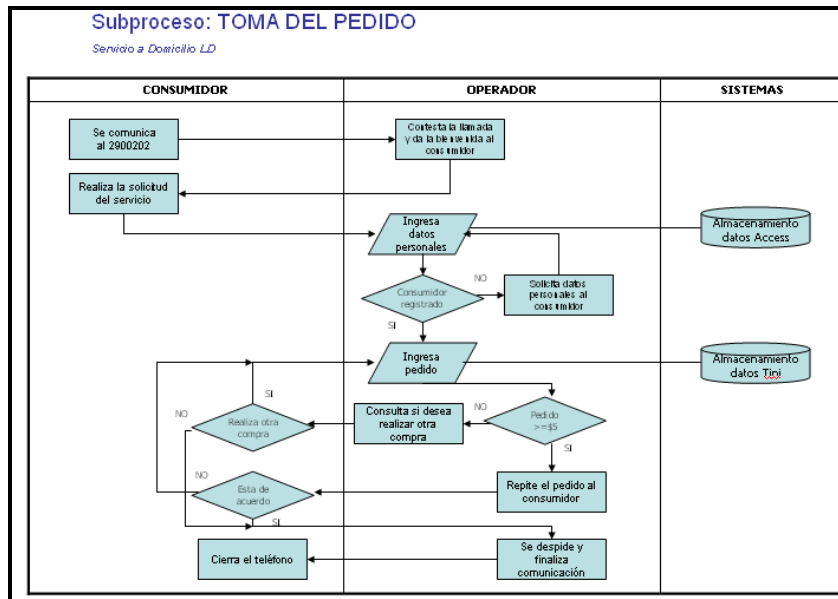 Subproceso: TOMA DEL PEDIDO
Servicio a Domicilio LD
CONSUMIDOR
OPERADOR
SISTEMAS
Se comunica
al 2900202
Contesta la llamada
y da la bienvenida al
consumidor
Realiza la solicitud
del servicio
Ingresa
datos
personales
Almacenamiento
datos Access
NO
Consumidor
registrado
Solicita datos
personales al
consumidor
SI
Ingresa
pedido
Almacenamiento
datos Tini
SI
NO
Realiza otra
compra
Consulta si desea
realizar otra
compra
NO
Pedido
>=$5
SI
NO
Esta de
acuerdo
Repite el pedido al
consumidor
SI
Cierra el teléfono
Se despide y
finaliza
comunicación